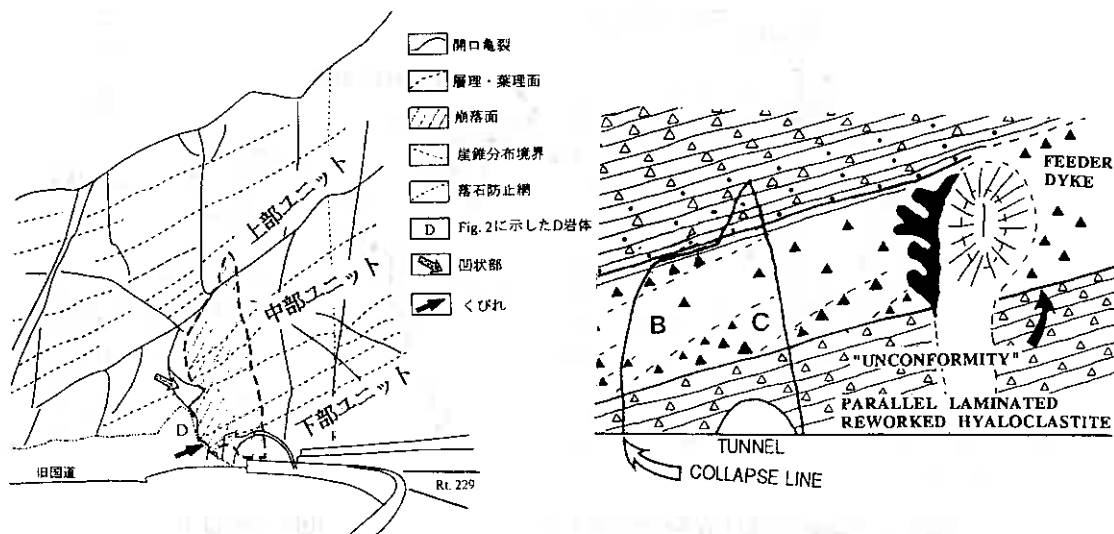 開口亀裂
層理・葉理面
崩落面
崖錐分布境界
落石防止網
D
Fig. 2に示したD岩体
凹状部
くびれ
上部ユニット
中部ユニット
下部ユニット
D
旧国道
Rt. 229
FEEDER
DYKE
B
C
"UNCONFORMITY"
PARALLEL LAMINATED
REWORKED HYALOCLASTITE
TUNNEL
COLLAPSE LINE